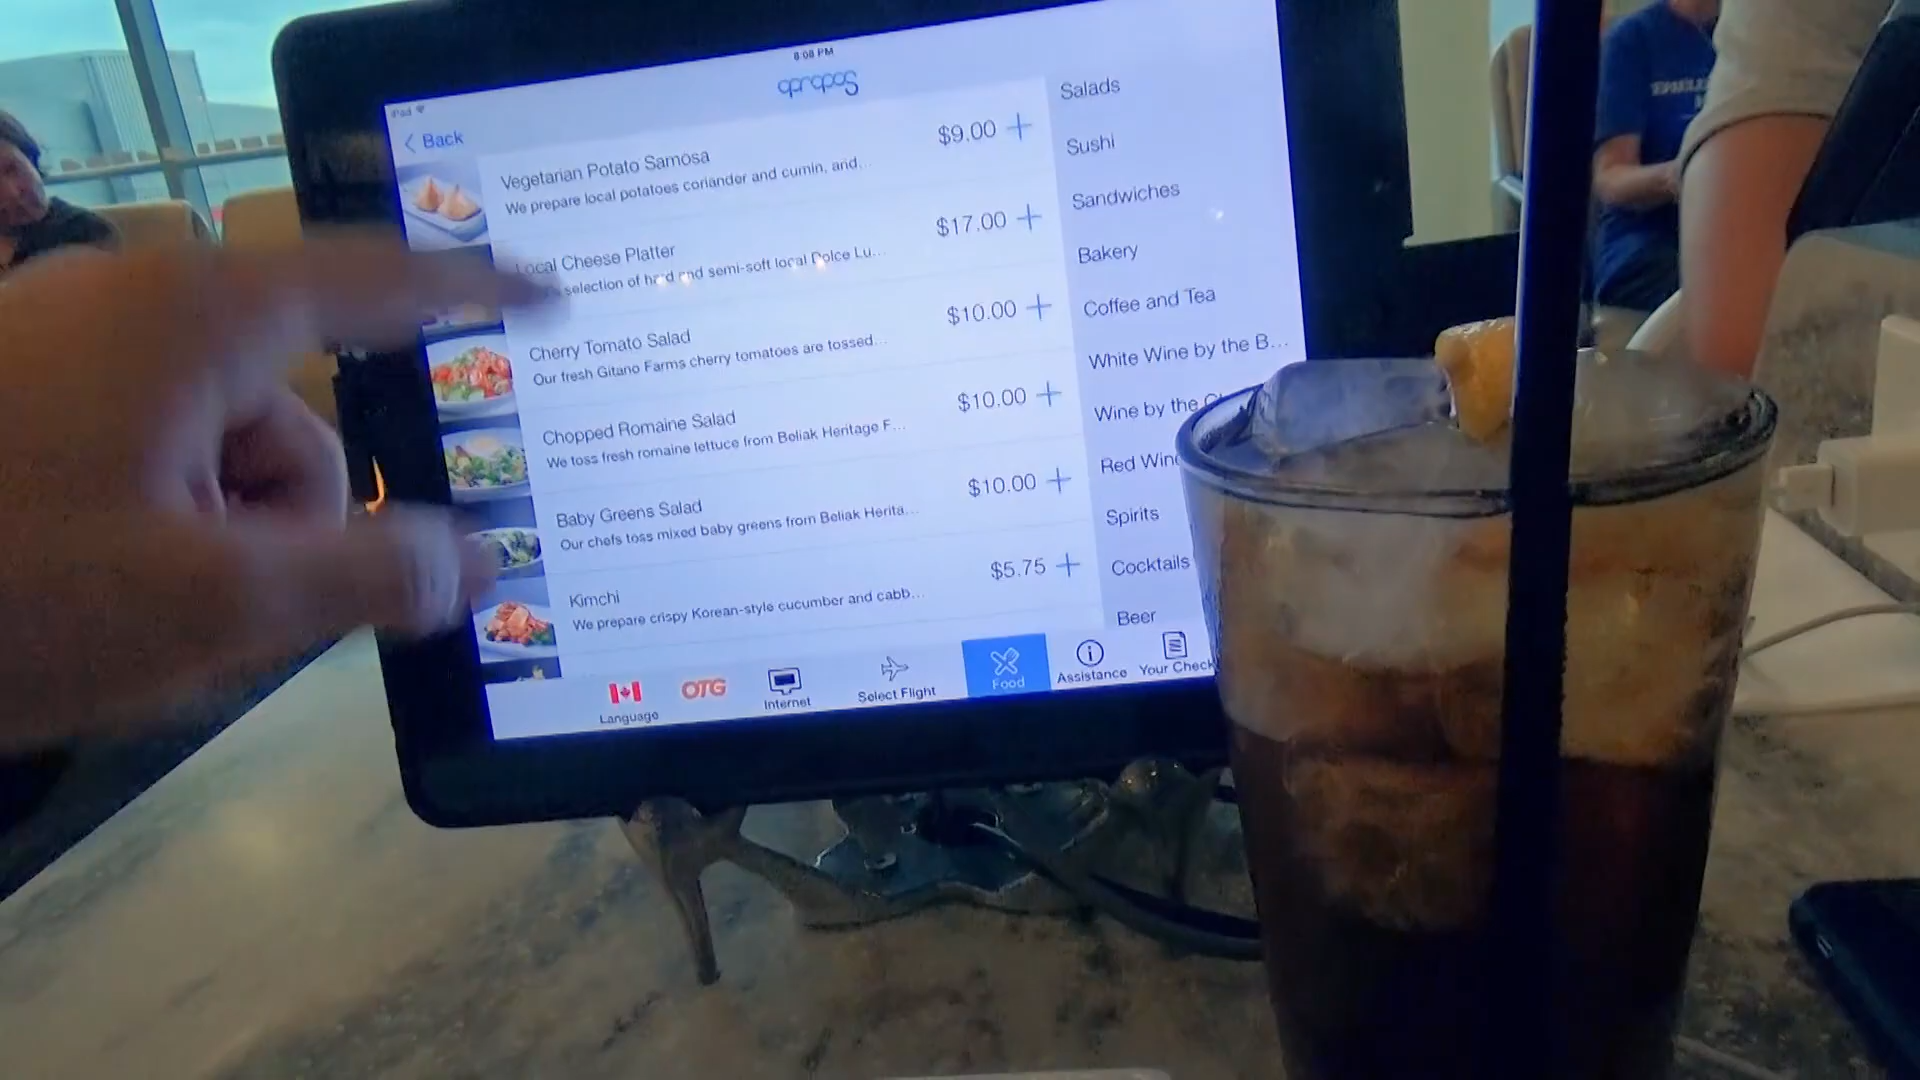 iPad
6:08 PM
apropos
Back
Vegetarian Potato Samosa
We prepare local potatoes coriander and cumin, and...
$9.00 +
Local Cheese Platter
selection of hard and semi-soft local Dolce Lu...
$17.00 +
Cherry Tomato Salad
Our fresh Gitano Farms cherry tomatoes are tossed...
$10.00 +
Chopped Romaine Salad
We toss fresh romaine lettuce from Beliak Heritage F...
$10.00 +
Baby Greens Salad
Our chefs toss mixed baby greens from Beliak Herita...
$10.00 +
Kimchi
We prepare crispy Korean-style cucumber and cabb...
$5.75 +
Salads
Sushi
Sandwiches
Bakery
Coffee and Tea
White Wine by the B...
Wine by the
Red Wine
Spirits
Cocktails
Beer
Language
OTG
Internet
Select Flight
Food
Assistance
Your Check